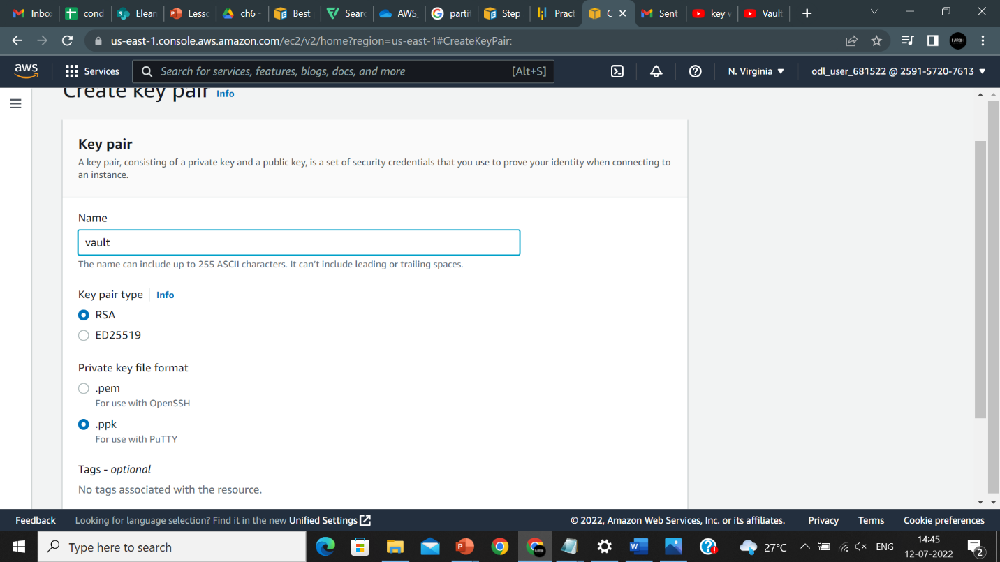 Inbo
cond
Elear
Lesso
ch6 -
Best
Searc
AWS
partit
Step
Pract
C
Sent
key v
Vault
us-east-1.console.aws.amazon.com/ec2/v2/home?region=us-east-1#CreateKeyPair:
aws
Services
Search for services, features, blogs, docs, and more
[Alt+S]
N. Virginia
odl_user_681522 @ 2591-5720-7613
Create key pair Info
Key pair
A key pair, consisting of a private key and a public key, is a set of security credentials that you use to prove your identity when connecting to
an instance.
Name
vault
The name can include up to 255 ASCII characters. It can't include leading or trailing spaces.
Key pair type Info
RSA
ED25519
Private key file format
.pem
For use with OpenSSH
.ppk
For use with PuTTY
Tags - optional
No tags associated with the resource.
Feedback
Looking for language selection? Find it in the new Unified Settings
© 2022, Amazon Web Services, Inc. or its affiliates.
Privacy
Terms
Cookie preferences
Type here to search
27°C
ENG
14:45
12-07-2022
2